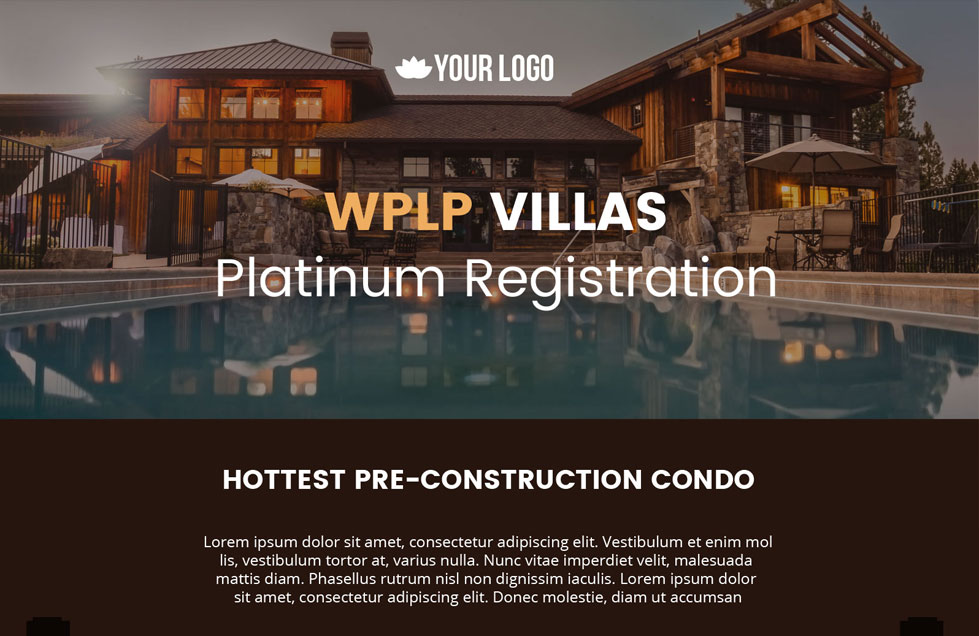 YOUR LOGO
WPLP VILLAS
Platinum Registration
HOTTEST PRE-CONSTRUCTION CONDO
Lorem ipsum dolor sit amet, consectetur adipiscing elit. Vestibulum et enim mol
lis, vestibulum tortor at, varius nulla. Nunc vitae imperdiet velit, malesuada
mattis diam. Phasellus rutrum nisl non dignissim iaculis. Lorem ipsum dolor
sit amet, consectetur adipiscing elit. Donec molestie, diam ut accumsan